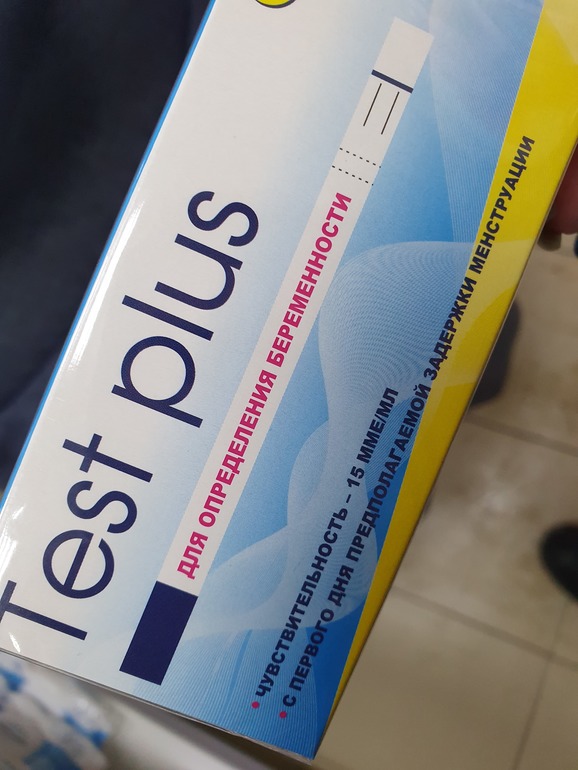 Test plus
ДЛЯ ОПРЕДЕЛЕНИЯ БЕРЕМЕННОСТИ
• ЧУВСТВИТЕЛЬНОСТЬ – 15 ММЕ/МЛ
• С ПЕРВОГО ДНЯ ПРЕДПОЛАГАЕМОЙ ЗАДЕРЖКИ МЕНСТРУАЦИИ